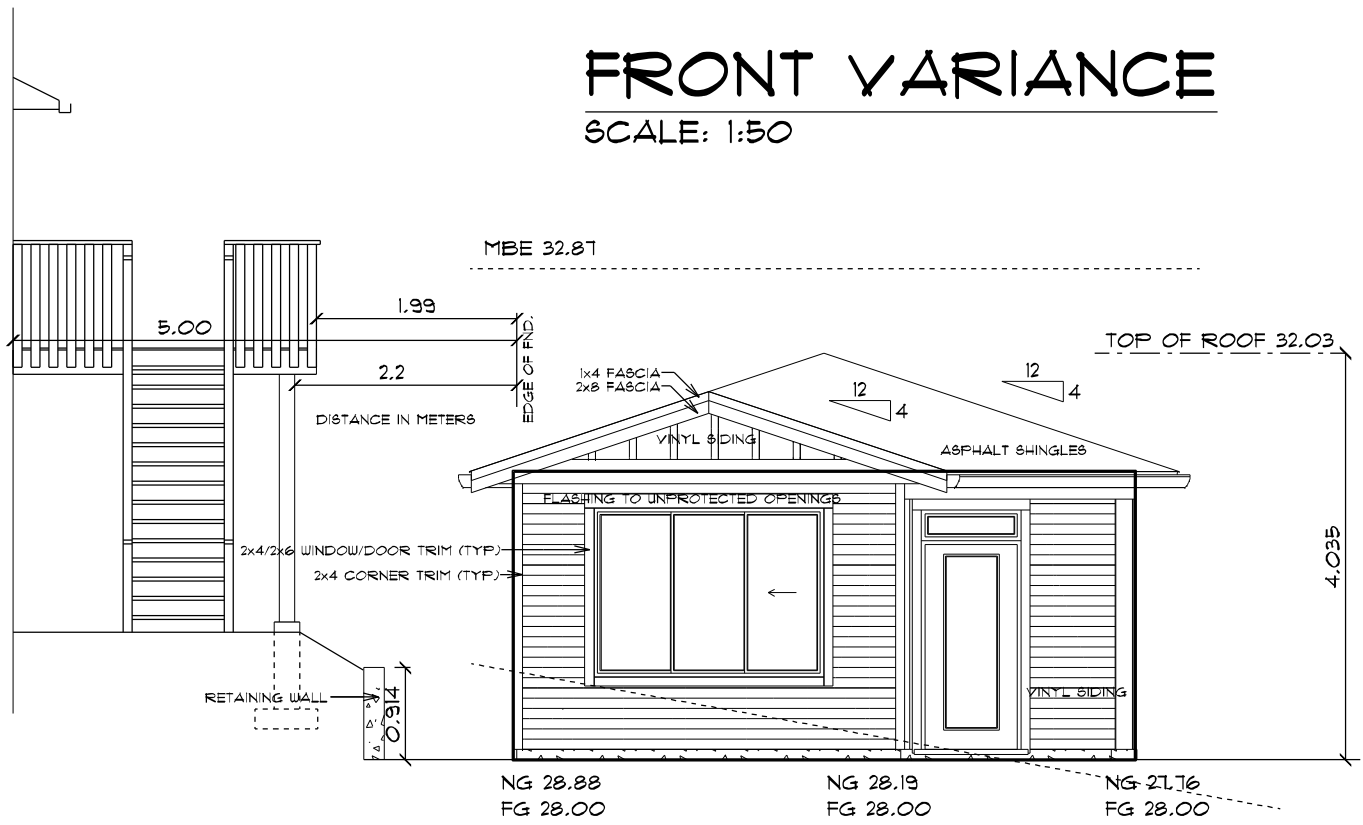 FRONT VARIANCE
SCALE: 1:50
MBE 32.87
1.99
5.00
EDGE OF FND.
TOP OF ROOF 32.03
2.2
1x4 FASCIA
2x8 FASCIA
12
4
12
4
DISTANCE IN METERS
VINYL SIDING
ASPHALT SHINGLES
FLASHING TO UNPROTECTED OPENINGS
2x4/2x6 WINDOW/DOOR TRIM (TYP.)
2x4 CORNER TRIM (TYP.)
4.035
RETAINING WALL
0.914
VINYL SIDING
NG 28.88
FG 28.00
NG 28.19
FG 28.00
NG 27.76
FG 28.00